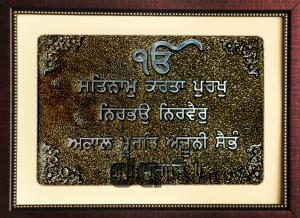 ੴ
ਸਤਿਨਾਮੁ ਕਰਤਾ ਪੁਰਖੁ
ਨਿਰਭਉ ਨਿਰਵੈਰੁ
ਅਕਾਲ ਮੂਰਤਿ ਅਜੂਨੀ ਸੈਭੰ